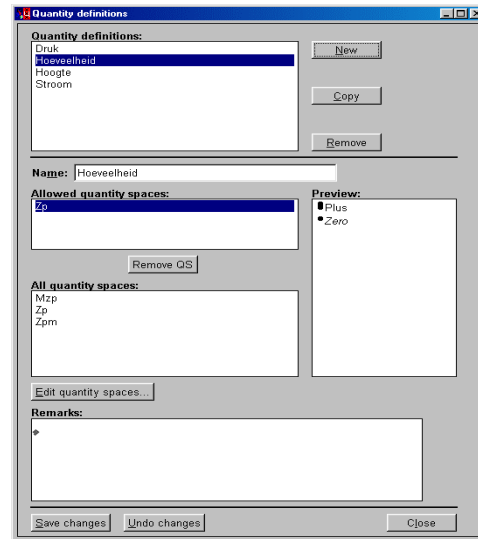 Quantity definitions
Quantity definitions:
Druk
Hoeveelheid
Hoogte
Stroom
New
Copy
Remove
Name: Hoeveelheid
Allowed quantity spaces:
Zp
Remove QS
Preview:
Plus
Zero
All quantity spaces:
Mzp
Zp
Zpm
Edit quantity spaces...
Remarks:
Save changes
Undo changes
Close